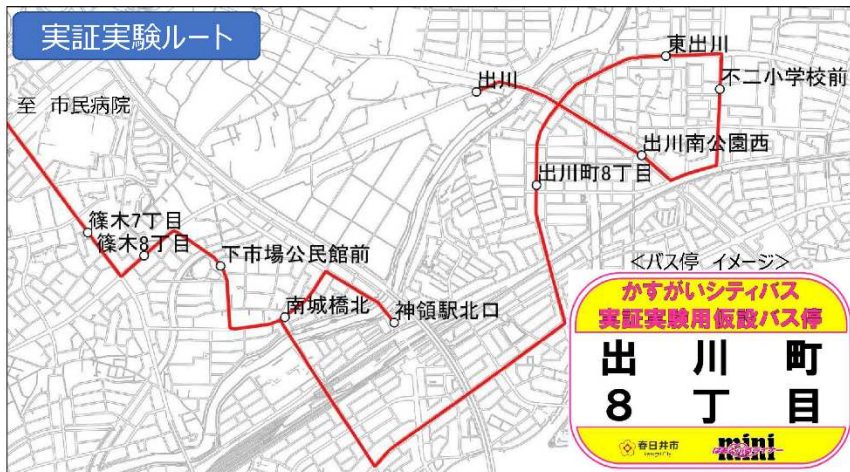 実証実験ルート
至 市民病院
出川
東出川
不二小学校前
出川南公園西
出川町8丁目
篠木7丁目
篠木8丁目
下市場公民館前
南城橋北
神領駅北口
<バス停 イメージ>
かすがいシティバス
実証実験用仮設バス停
出川町
8丁目
春日井市
mini